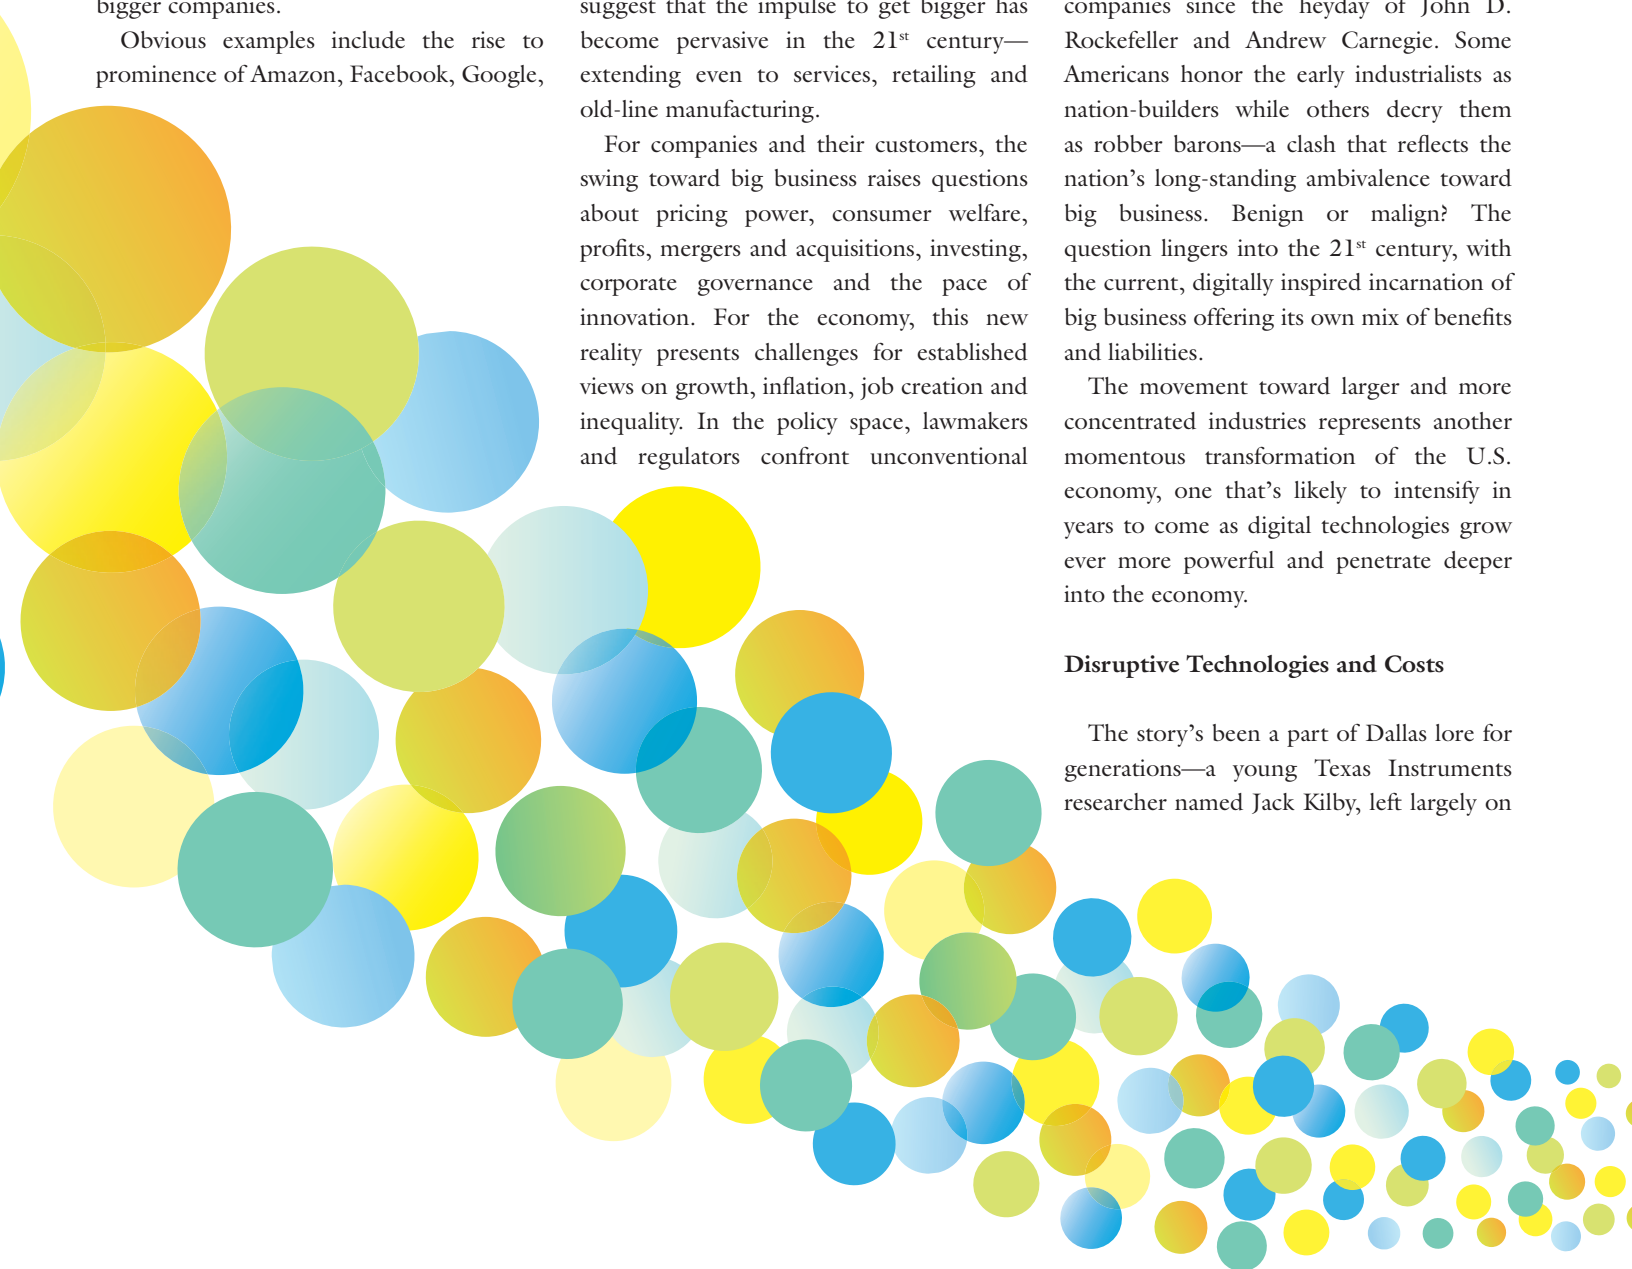 bigger companies.
Obvious examples include the rise to
prominence of Amazon, Facebook, Google,
suggest that the impulse to get bigger has
become pervasive in the 21st century—
extending even to services, retailing and
old-line manufacturing.
For companies and their customers, the
swing toward big business raises questions
about pricing power, consumer welfare,
profits, mergers and acquisitions, investing,
corporate governance and the pace of
innovation. For the economy, this new
reality presents challenges for established
views on growth, inflation, job creation and
inequality. In the policy space, lawmakers
and regulators confront unconventional
companies since the heyday of John D.
Rockefeller and Andrew Carnegie. Some
Americans honor the early industrialists as
nation-builders while others decry them
as robber barons—a clash that reflects the
nation's long-standing ambivalence toward
big business. Benign or malign? The
question lingers into the 21st century, with
the current, digitally inspired incarnation of
big business offering its own mix of benefits
and liabilities.
The movement toward larger and more
concentrated industries represents another
momentous transformation of the U.S.
economy, one that's likely to intensify in
years to come as digital technologies grow
ever more powerful and penetrate deeper
into the economy.
Disruptive Technologies and Costs
The story's been a part of Dallas lore for
generations—a young Texas Instruments
researcher named Jack Kilby, left largely on